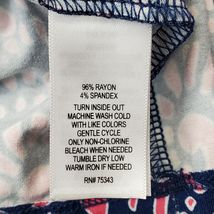 96% RAYON
4% SPANDEX
TURN INSIDE OUT
MACHINE WASH COLD
WITH LIKE COLORS
GENTLE CYCLE
ONLY NON-CHLORINE
BLEACH WHEN NEEDED
TUMBLE DRY LOW
WARM IRON IF NEEDED
RN# 75343